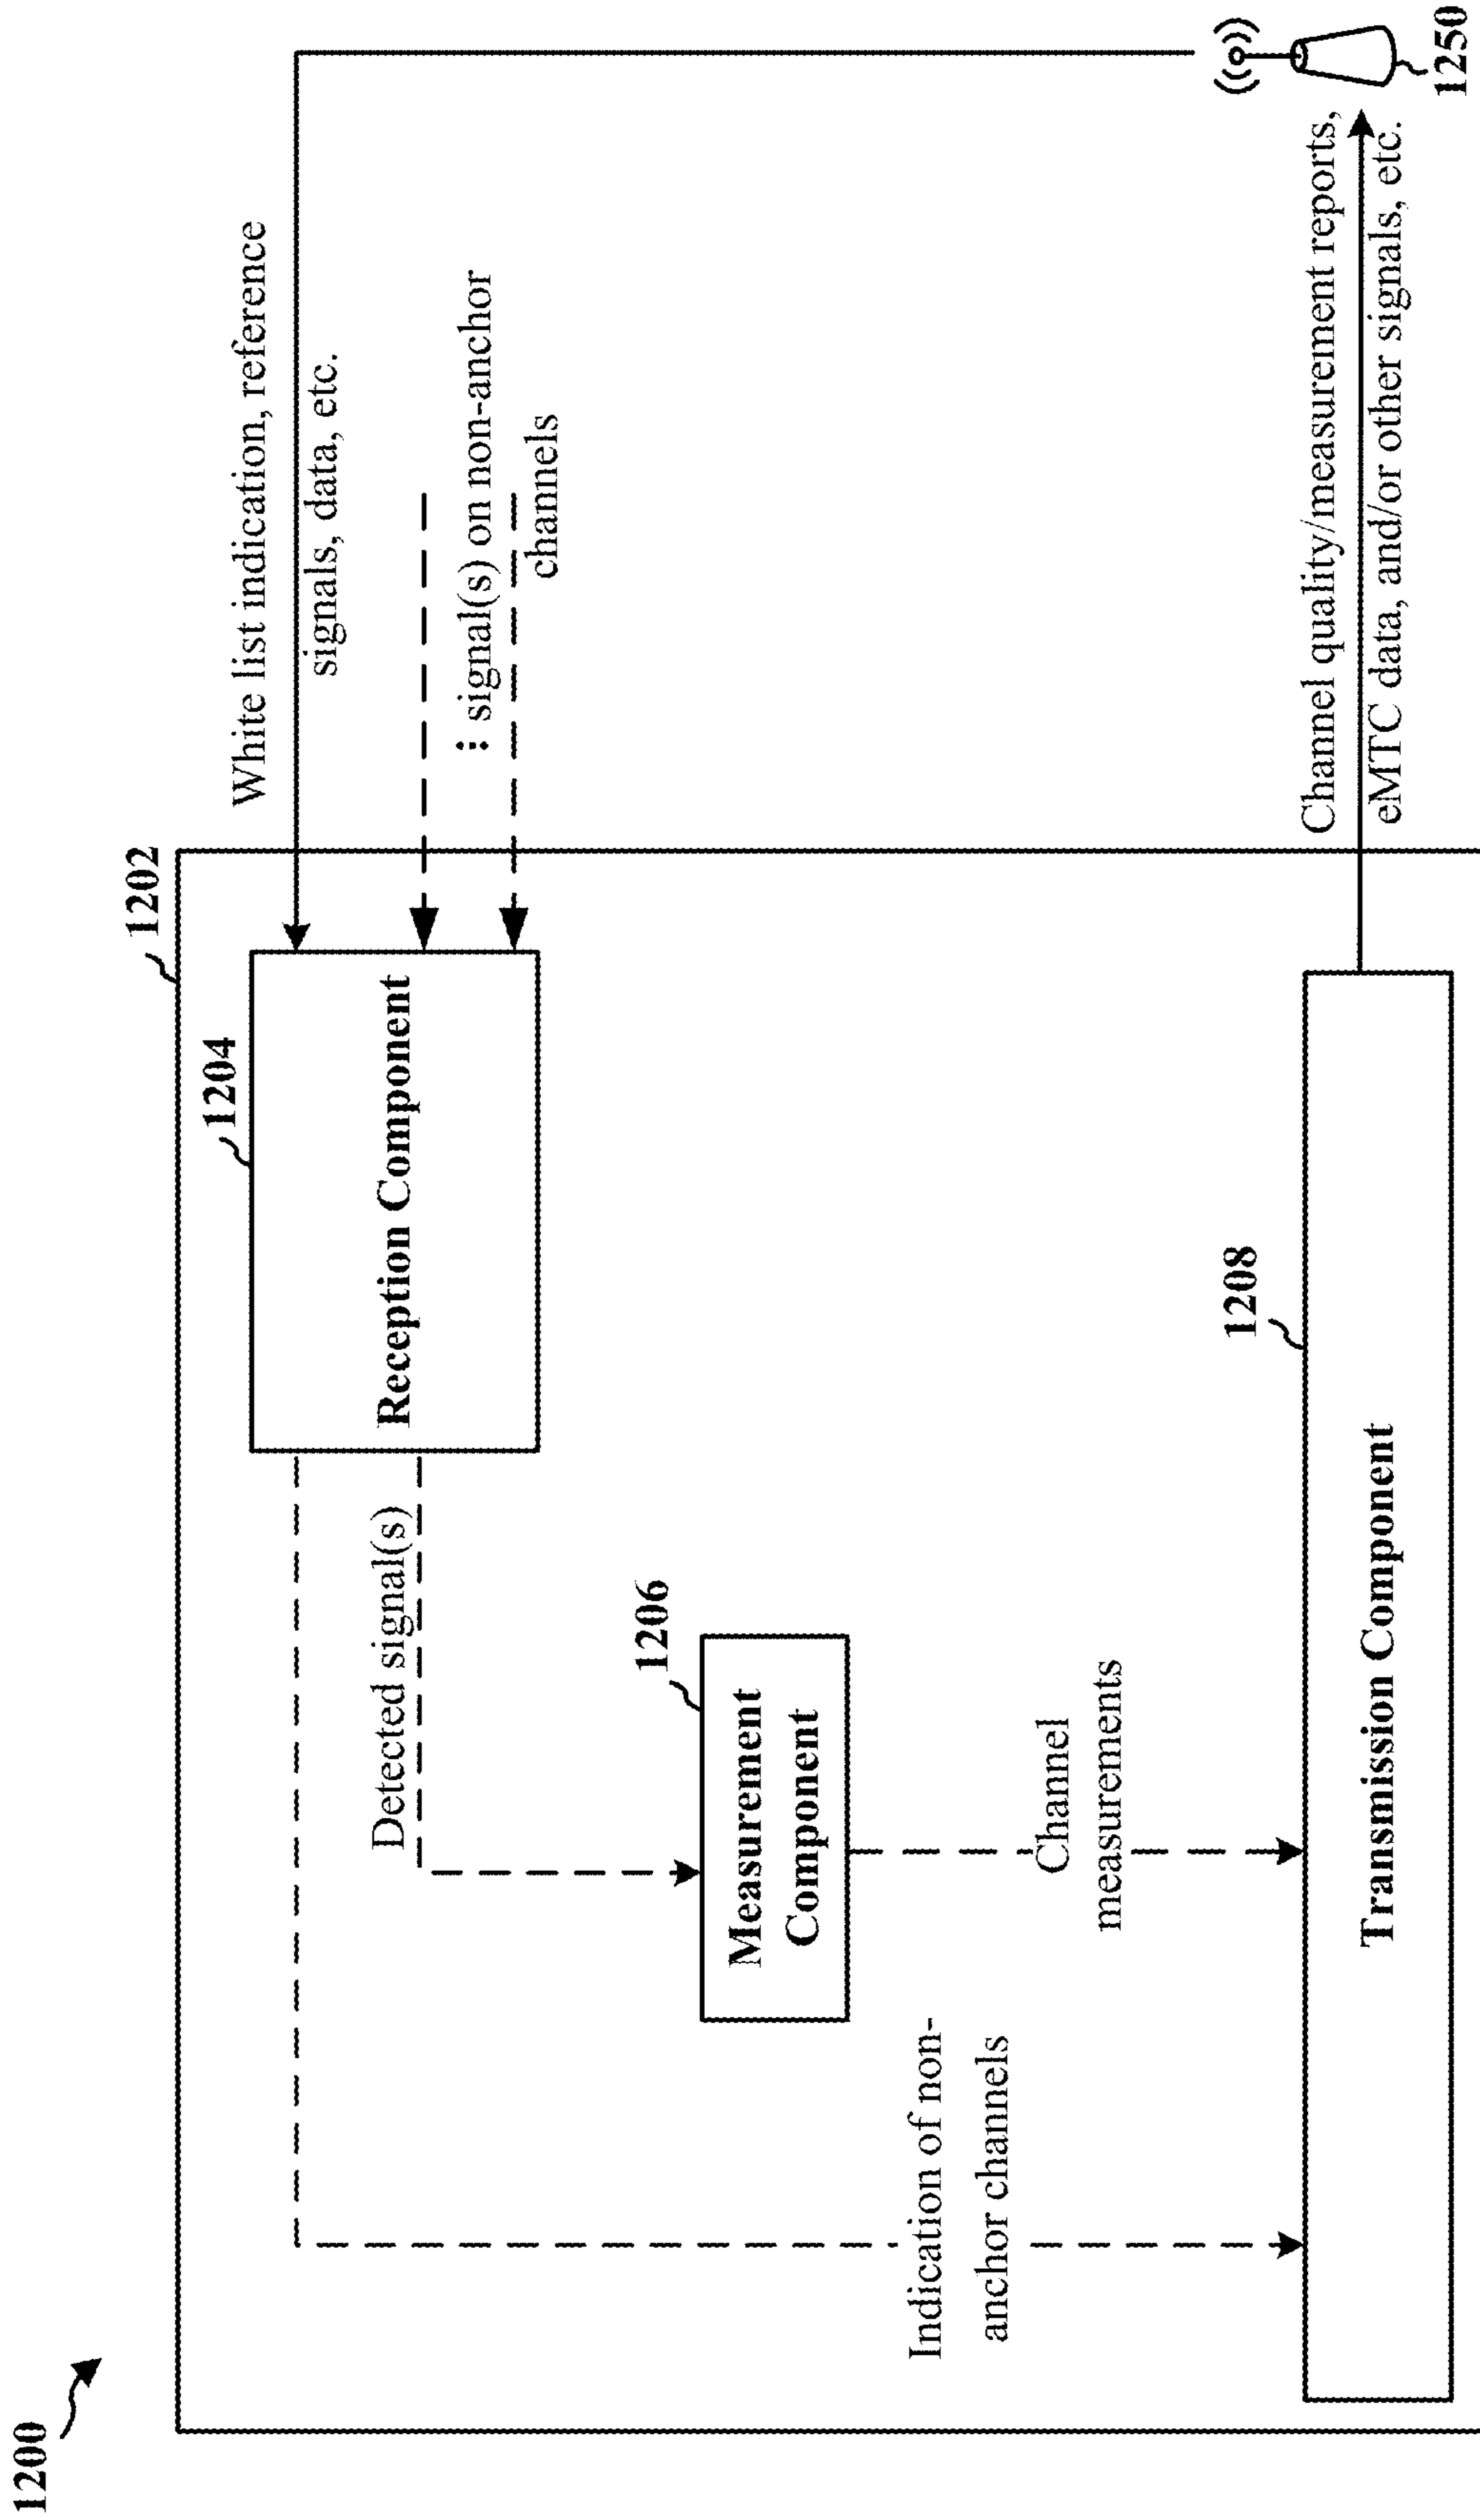 1200
1202
1204
Reception Component
White list indication, reference
signals, data, etc.
signal(s) on non-anchor
channels
Detected signal(s)
1206
Measurement
Component
Indication of non-
anchor channels
Channel
measurements
1208
Transmission Component
Channel quality/measurement reports,
eMTC data, and/or other signals, etc.
1250